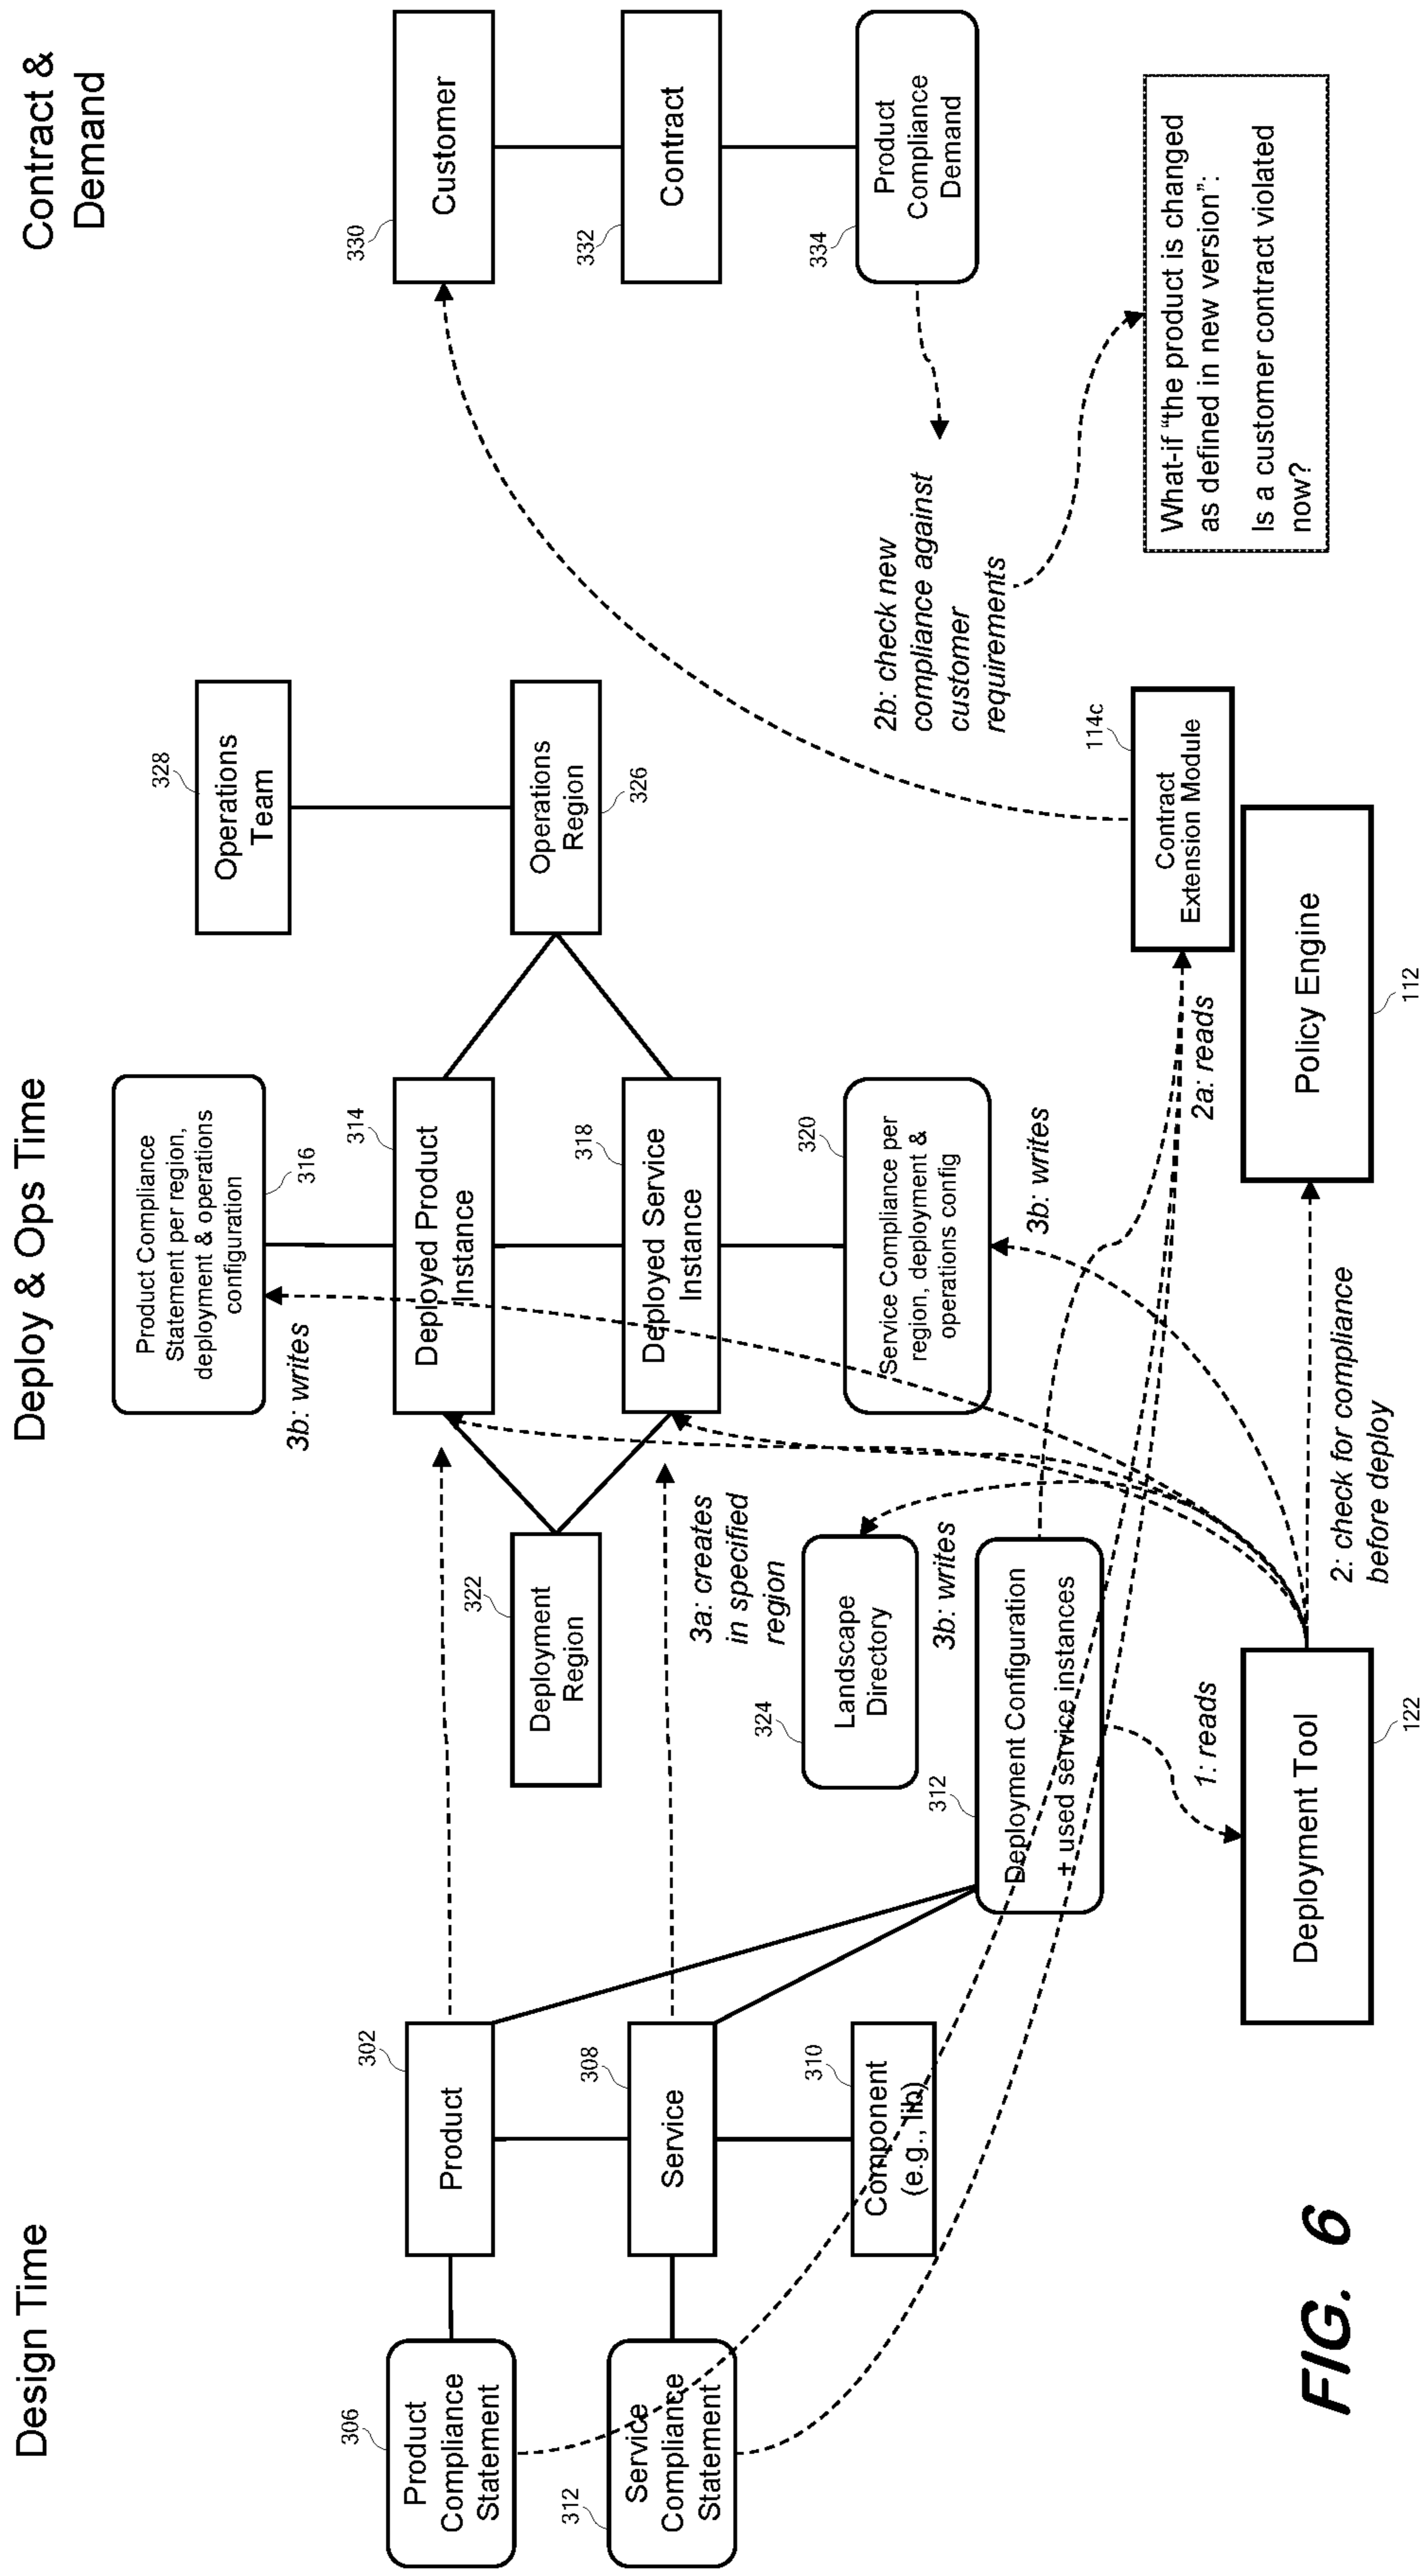 Design Time
Deploy & Ops Time
Contract &
Demand
Product Compliance
Statement per region,
deployment & operations
configuration
316
3b: writes
328
Operations
Team
306
Product
Compliance
Statement
302
Product
314
Deployed Product
Instance
330
Customer
322
Deployment
Region
Operations
Region
326
312
Service
Compliance
Statement
308
Service
318
Deployed Service
Instance
332
Contract
3a: creates
in specified
region
310
Component
(e.g., lib)
324
Landscape
Directory
3b: writes
320
Service Compliance per
region, deployment &
operations config
3b: writes
334
Product
Compliance
Demand
2b: check new
compliance against
customer
requirements
312
Deployment Configuration
+ used service instances
1: reads
2a: reads
114c
Contract
Extension Module
What-if “the product is changed
as defined in new version”:
Is a customer contract violated
now?
Deployment Tool
122
2: check for compliance
before deploy
Policy Engine
112
FIG. 6